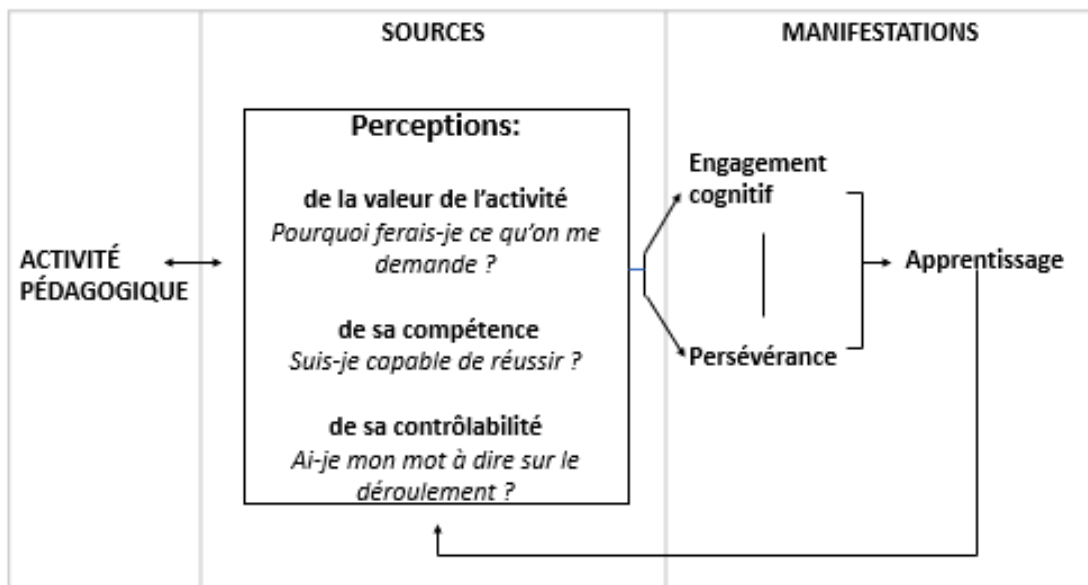 SOURCES
MANIFESTATIONS
ACTIVITÉ
PÉDAGOGIQUE
Perceptions:
de la valeur de l'activité
Pourquoi ferais-je ce qu'on me
demande ?
de sa compétence
Suis-je capable de réussir ?
de sa contrôlabilité
Ai-je mon mot à dire sur le
déroulement ?
Engagement
cognitif
Persévérance
Apprentissage